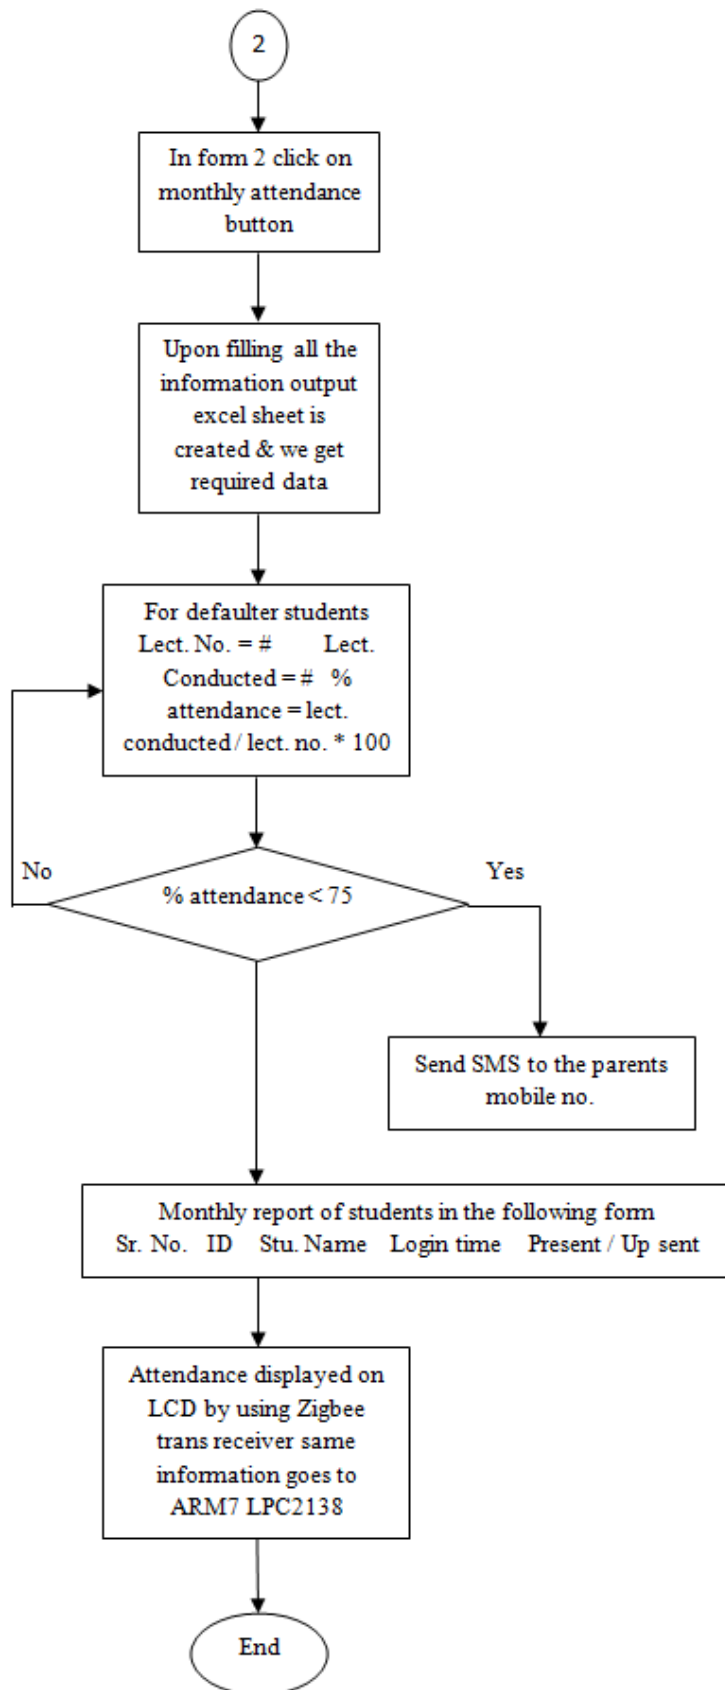 2
In form 2 click on
monthly attendance
button
Upon filling all the
information output
excel sheet is
created & we get
required data
For defaulter students
Lect. No. = # Lect.
Conducted = # %
attendance = lect.
conducted / lect. no. * 100
No
Yes
% attendance < 75
Send SMS to the parents
mobile no.
Monthly report of students in the following form
Sr. No. ID Stu. Name Login time Present / Up sent
Attendance displayed on
LCD by using Zigbee
trans receiver same
information goes to
ARM7 LPC2138
End